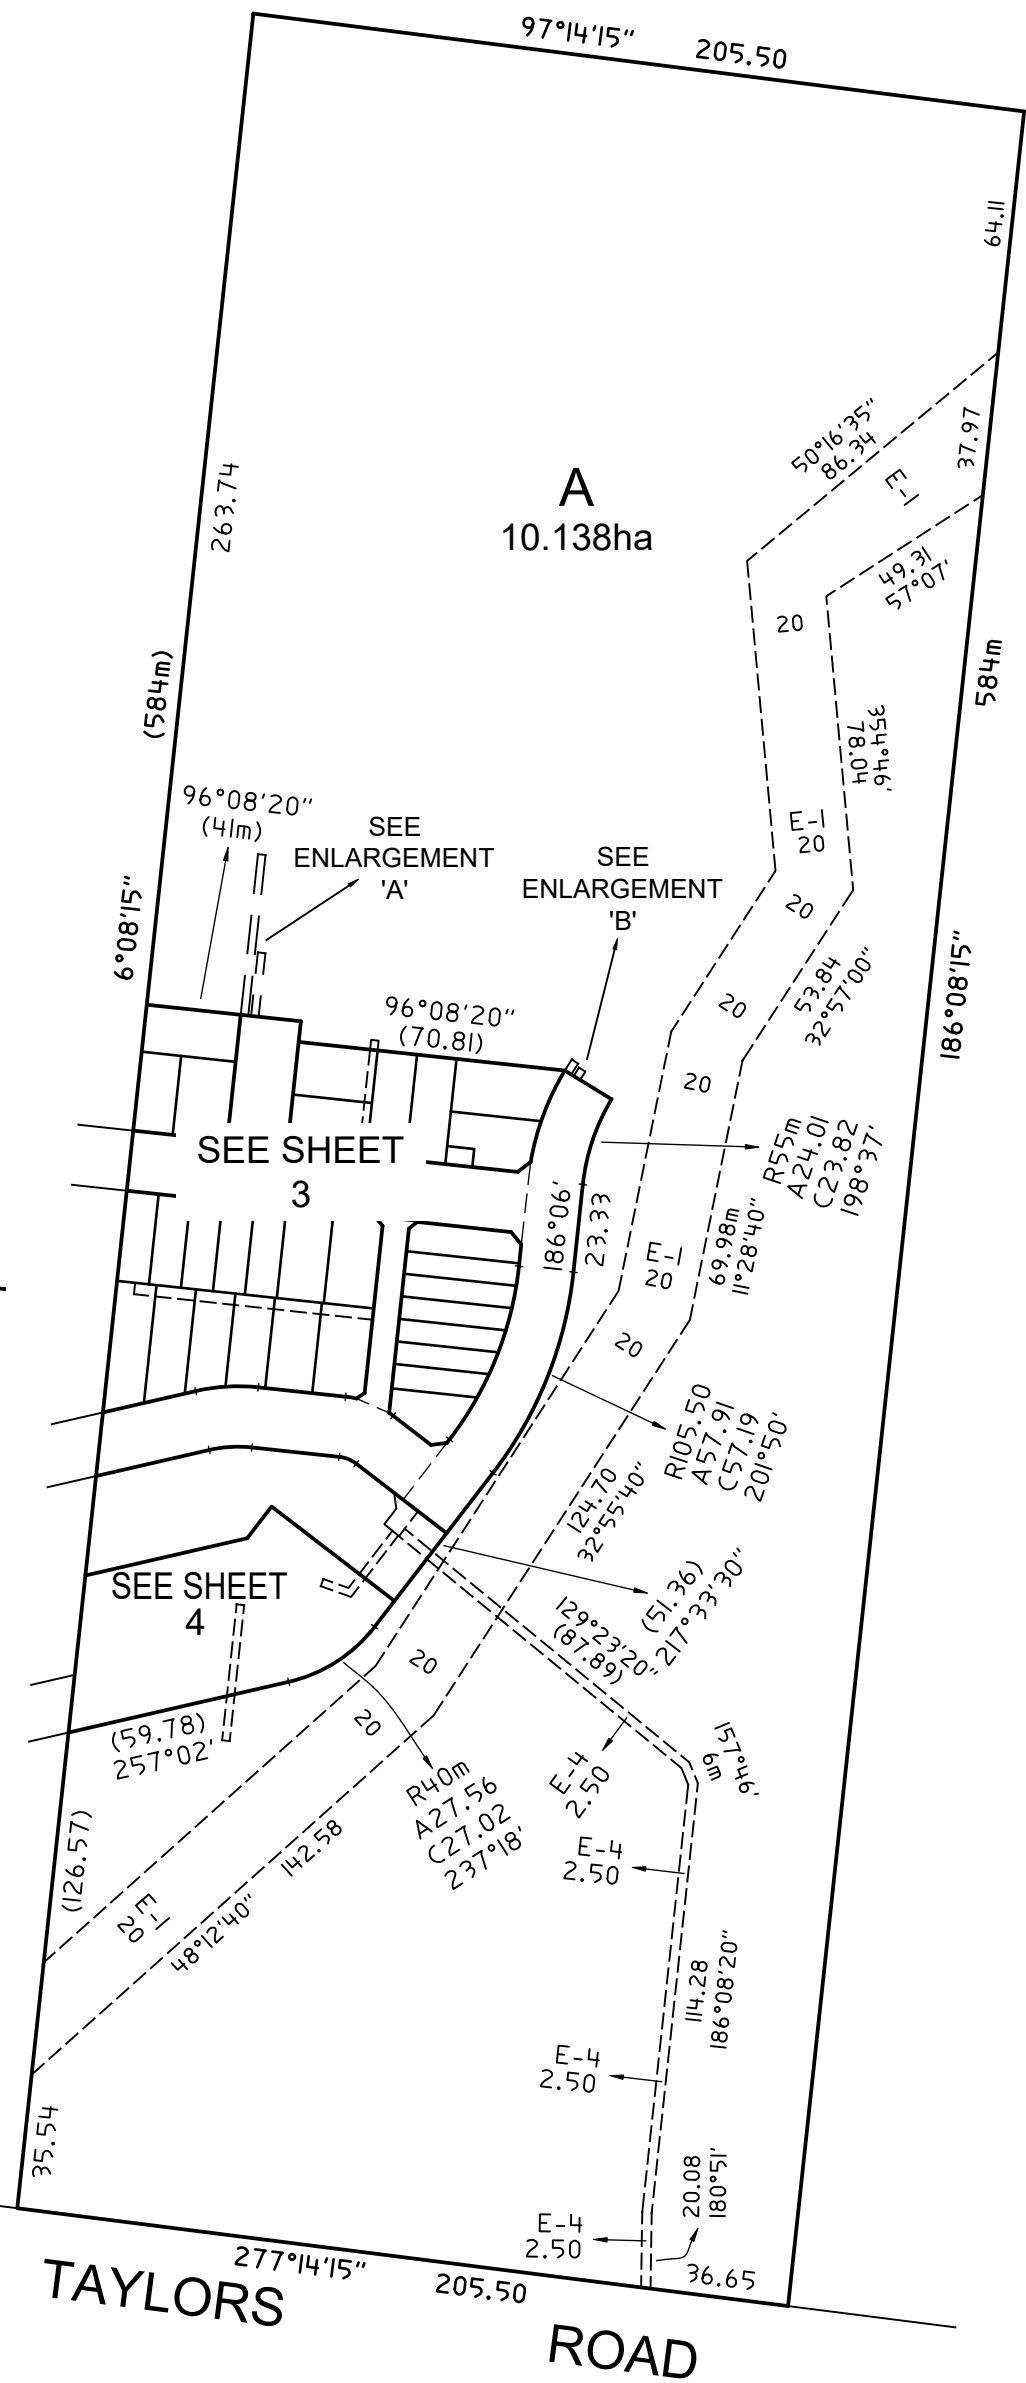 97°14'15" 205.50
64.11
50°16'35"
86.34
37.97
E-1
263.74
A
10.138ha
49.31
57°07'
20
(584m)
584m
354°46'
78.04
96°08'20"
(41m)
SEE
ENLARGEMENT
'A'
SEE
ENLARGEMENT
'B'
E-1
20
20
6°08'15"
186°08'15"
53.84
32°57'00"
20
96°08'20"
(70.81)
20
SEE SHEET
3
R55m
A24.01
C23.82
198°37'
186°06'
23.33
E-1
20
69.98m
11°28'40"
20
R105.50
A57.91
C57.19
201°50'
124.70
32°55'40"
SEE SHEET
4
(51.36)
217°33'30"
129°23'20"
(87.89)
20
20
(59.78)
257°02'
157°46'
6m
E-4
2.50
R40m
A27.56
C27.02
237°18'
(126.57)
142.58
48°12'40"
E-1
20
E-4
2.50
114.28
186°08'20"
E-4
2.50
35.54
20.08
180°51'
E-4
2.50
36.65
277°14'15" 205.50
TAYLORS ROAD